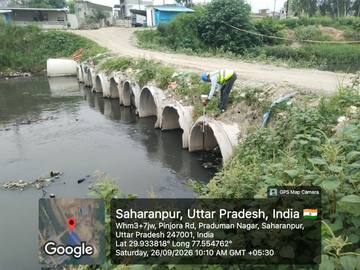 GPS Map Camera
Saharanpur, Uttar Pradesh, India 🇮🇳
Whm3+7jw, Pinjora Rd, Praduman Nagar, Saharanpur,
Uttar Pradesh 247001, India
Lat 29.933818° Long 77.554762°
Saturday, 26/09/2026 10:10 AM GMT +05:30
Google